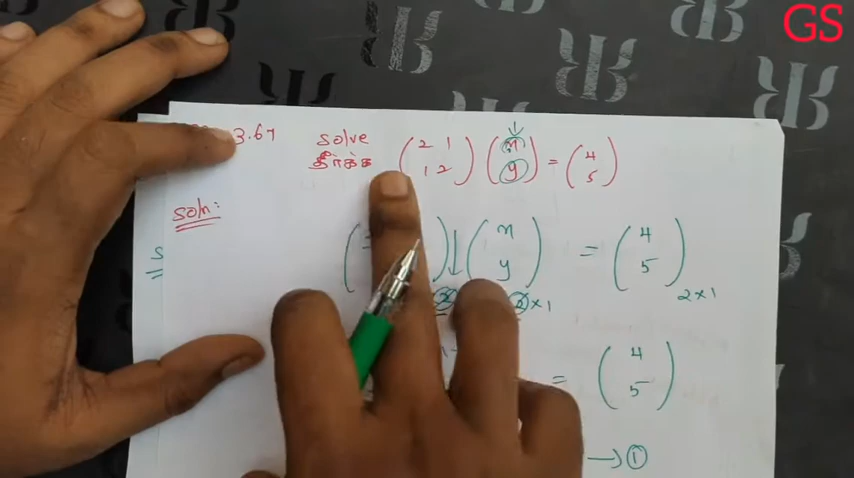 GS
3.67 solve ( 2 1 ) ( x ) = ( 4 )
தீர்க்க ( 1 2 ) ( y ) ( 5 )
soln:
( x ) = ( 4 )
( y ) ( 5 )
2×1 2×1
= ( 4 )
( 5 )
→ ①